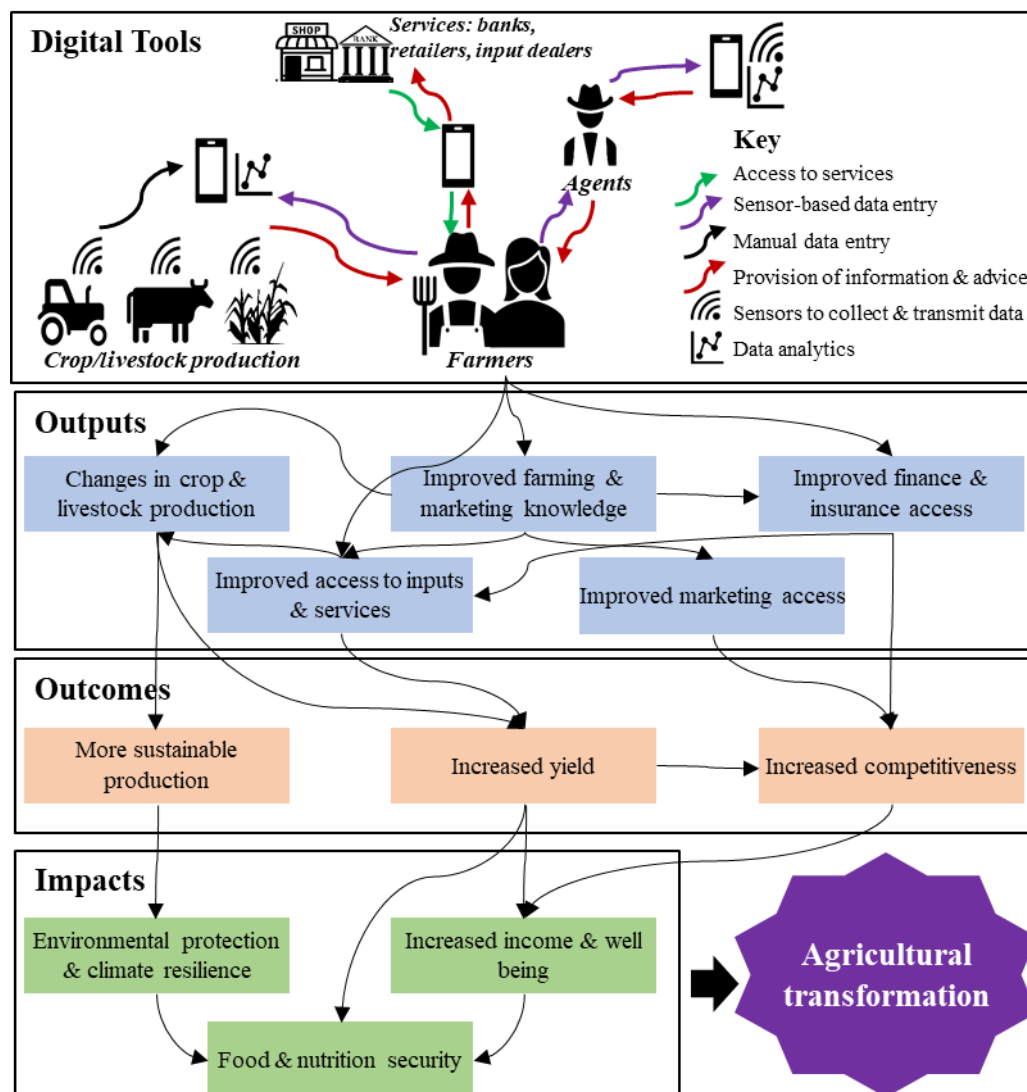 Digital Tools
Services: banks,
retailers, input dealers
SHOP
BANK
Agents
Key
Access to services
Sensor-based data entry
Manual data entry
Provision of information & advice
Sensors to collect & transmit data
Data analytics
Crop/livestock production
Farmers
Outputs
Changes in crop &
livestock production
Improved farming &
marketing knowledge
Improved finance &
insurance access
Improved access to inputs
& services
Improved marketing access
Outcomes
More sustainable
production
Increased yield
Increased competitiveness
Impacts
Environmental protection
& climate resilience
Increased income & well
being
Food & nutrition security
Agricultural
transformation